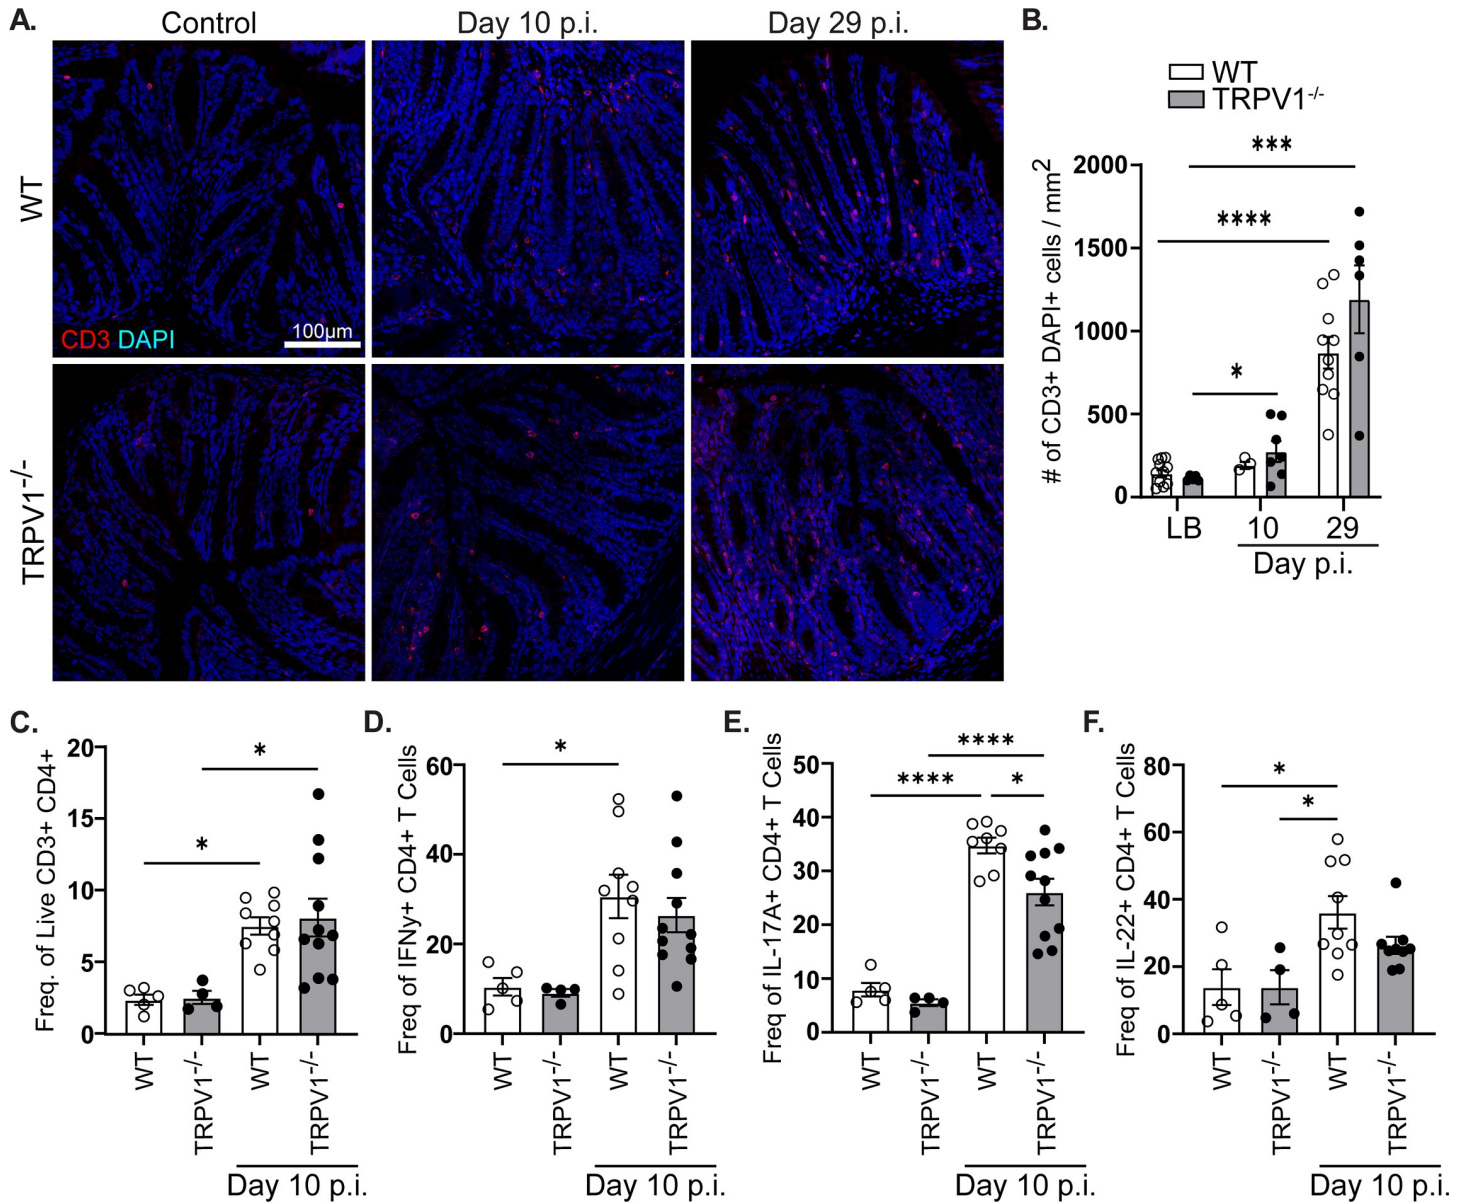 A.
Control
Day 10 p.i.
Day 29 p.i.
WT
CD3 DAPI
100μm
TRPV1-/-
B.
WT
TRPV1-/-
# of CD3+ DAPI+ cells / mm2
2000
1500
1000
500
0
***
****
*
LB
10
29
Day p.i.
C.
Freq. of Live CD3+ CD4+
20
15
10
5
0
*
*
WT
TRPV1-/-
WT
TRPV1-/-
Day 10 p.i.
D.
Freq of IFNy+ CD4+ T Cells
60
40
20
0
*
WT
TRPV1-/-
WT
TRPV1-/-
Day 10 p.i.
E.
Freq of IL-17A+ CD4+ T Cells
50
40
30
20
10
0
****
****
*
WT
TRPV1-/-
WT
TRPV1-/-
Day 10 p.i.
F.
Freq of IL-22+ CD4+ T Cells
80
60
40
20
0
*
*
WT
TRPV1-/-
WT
TRPV1-/-
Day 10 p.i.